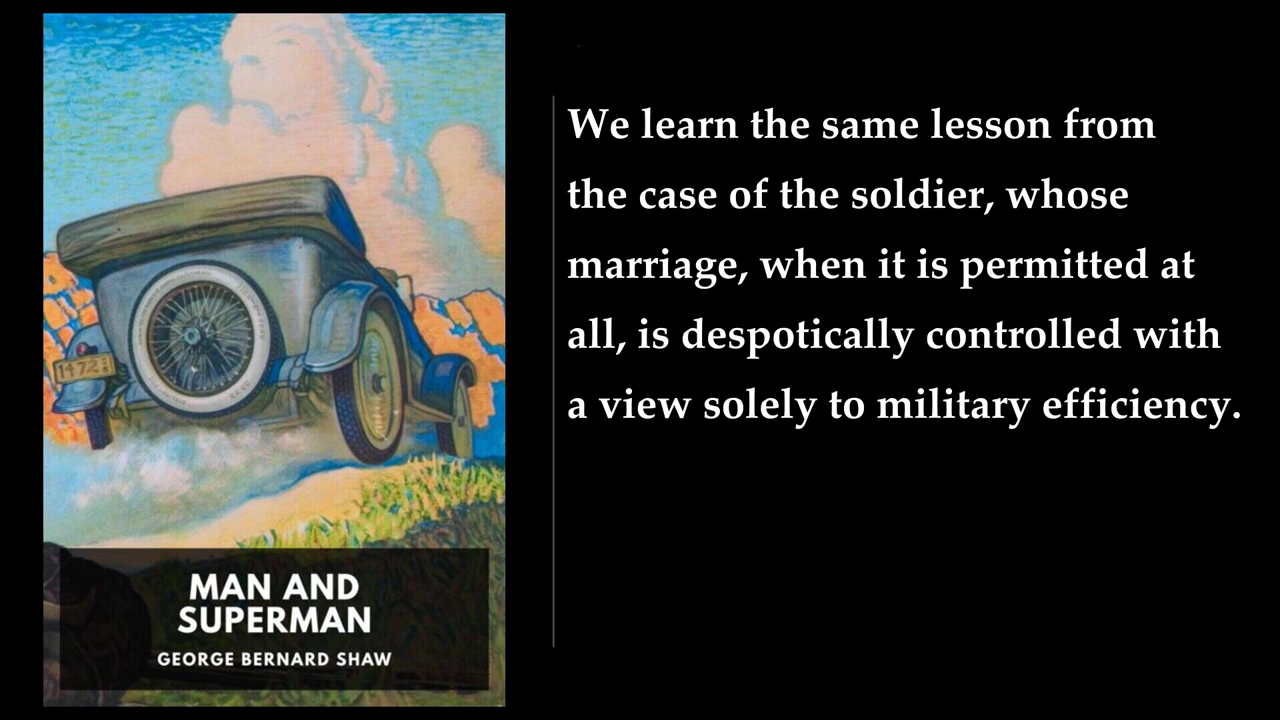 We learn the same lesson from
the case of the soldier, whose
marriage, when it is permitted at
all, is despotically controlled with
a view solely to military efficiency.
1472
MAN AND
SUPERMAN
GEORGE BERNARD SHAW